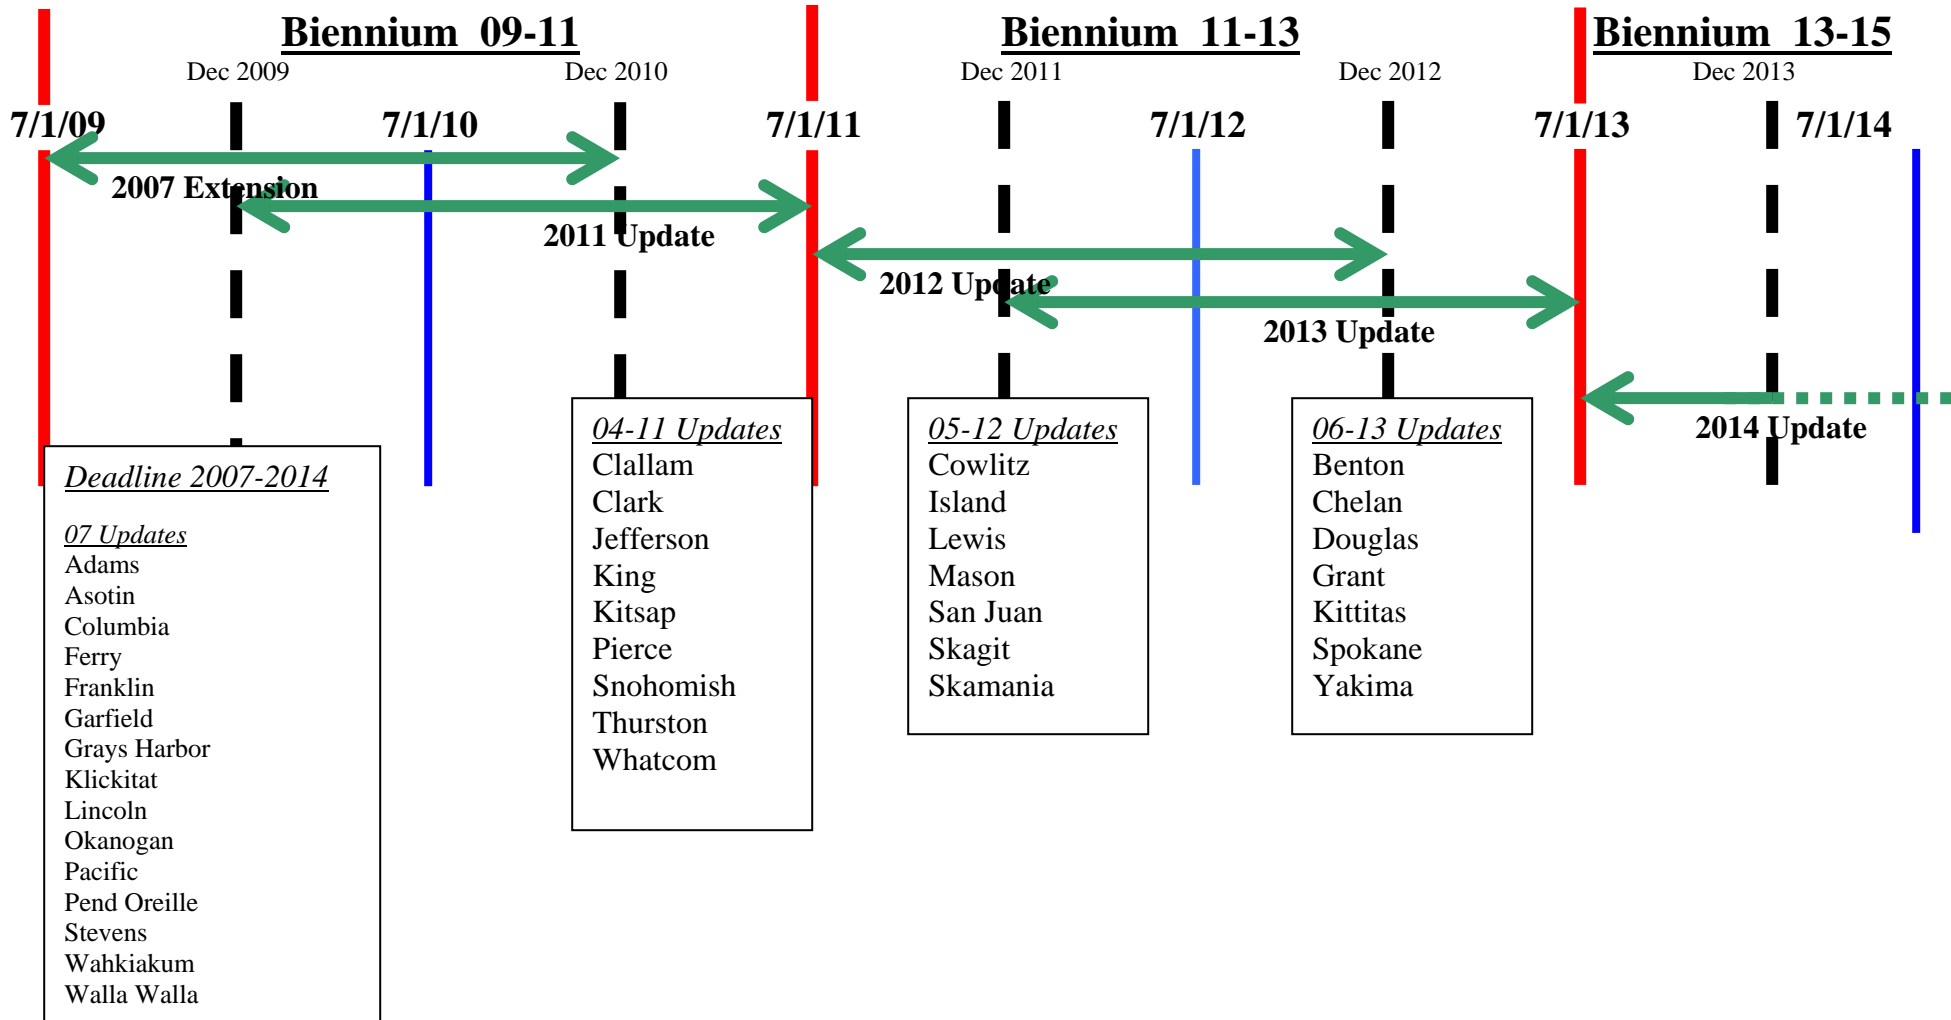 Biennium 09-11
Biennium 11-13
Biennium 13-15
Dec 2009
Dec 2010
Dec 2011
Dec 2012
Dec 2013
7/1/09
7/1/10
7/1/11
7/1/12
7/1/13
7/1/14
2007 Extension
2011 Update
2012 Update
2013 Update
2014 Update
Deadline 2007-2014
07 Updates
Adams
Asotin
Columbia
Ferry
Franklin
Garfield
Grays Harbor
Klickitat
Lincoln
Okanogan
Pacific
Pend Oreille
Stevens
Wahkiakum
Walla Walla
04-11 Updates
Clallam
Clark
Jefferson
King
Kitsap
Pierce
Snohomish
Thurston
Whatcom
05-12 Updates
Cowlitz
Island
Lewis
Mason
San Juan
Skagit
Skamania
06-13 Updates
Benton
Chelan
Douglas
Grant
Kittitas
Spokane
Yakima